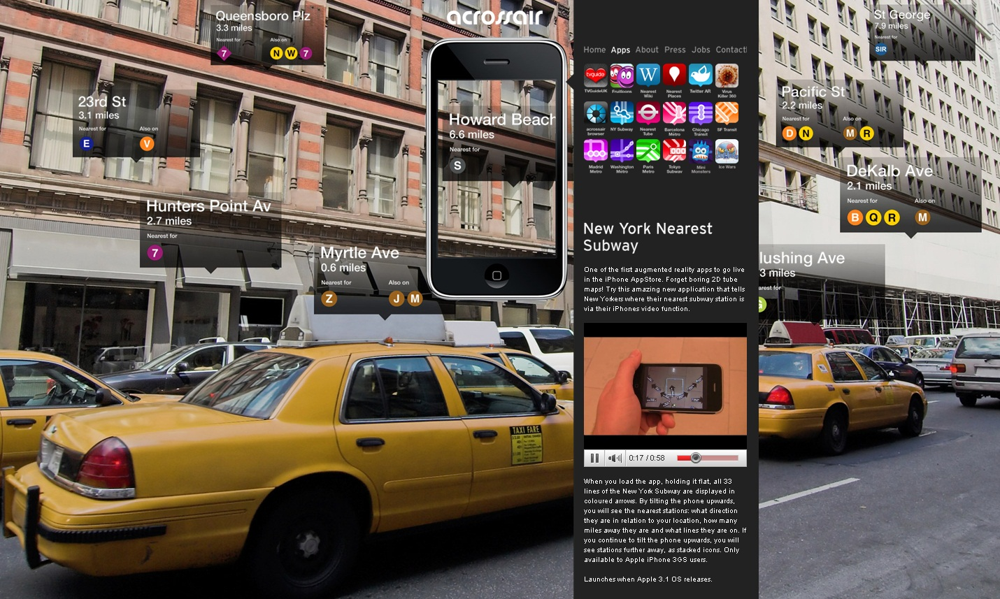 acrossair
Queensboro Plz
3.3 miles
Nearest for
Also on
7
N W 7
23rd St
3.1 miles
Nearest for
Also on
E
V
Hunters Point Av
2.7 miles
Nearest for
7
Myrtle Ave
0.6 miles
Nearest for
Also on
Z
J M
Howard Beach
6.6 miles
Nearest for
S
TAXI FARE
Home Apps About Press Jobs Contact
tvguide
W
TVGuideUK Fruitloons Nearest Wiki Nearest Places Twitter AR Virus Killer 360
acrossair browser NY Subway Nearest Tube Barcelona Metro Chicago Transit SF Transit
Madrid Metro Washington Metro Paris Metro Tokyo Subway Mini Monsters Ice Wars
New York Nearest
Subway
One of the first augmented reality apps to go live
in the iPhone AppStore. Forget boring 2D tube
maps! Try this amazing new application that tells
New Yorkers where their nearest subway station is
via their iPhones video function.
0:17 / 0:58
When you load the app, holding it flat, all 33
lines of the New York Subway are displayed in
coloured arrows. By tilting the phone upwards,
you will see the nearest stations: what direction
they are in relation to your location, how many
miles away they are and what lines they are on. If
you continue to tilt the phone upwards, you will
see stations further away, as stacked icons. Only
available to Apple iPhone 3GS users.
Launches when Apple 3.1 OS releases.
St George
7.9 miles
Nearest for
SIR
Pacific St
2.2 miles
Nearest for
Also on
D N
M R
DeKalb Ave
2.1 miles
Nearest for
Also on
B Q R
M
lushing Ave
3 miles
arest for
G